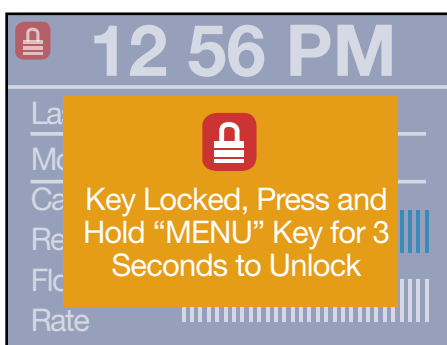 12 56 PM
Key Locked, Press and
Hold “MENU” Key for 3
Seconds to Unlock
Rate